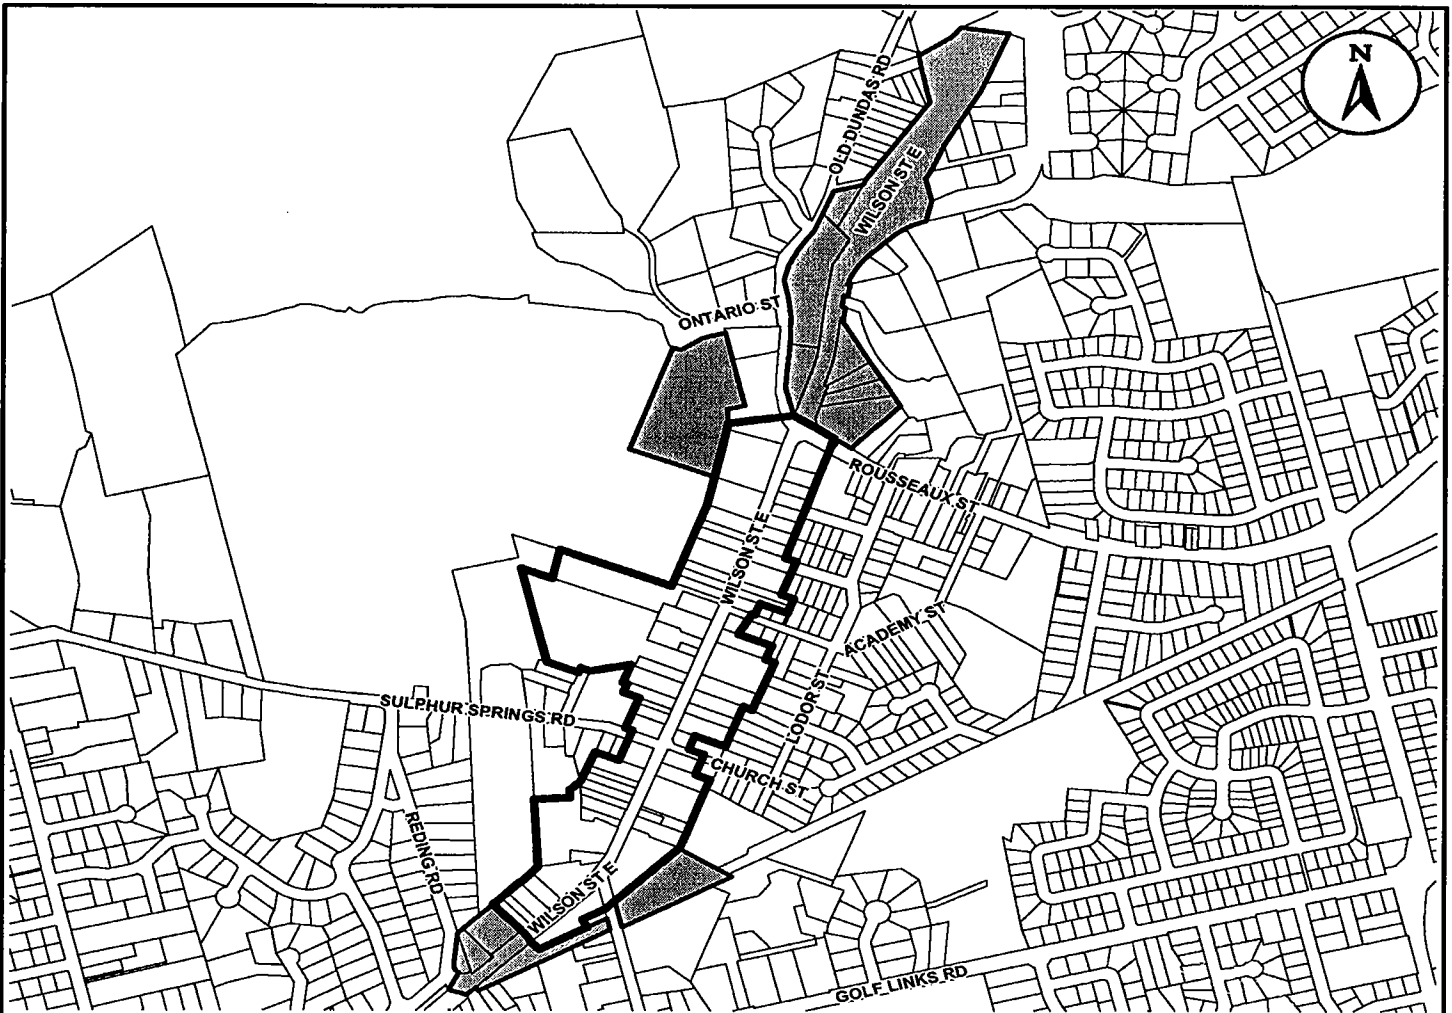 N
OLD DUNDAS RD
WILSON ST E
ONTARIO ST
ROUSSEAUX ST
WILSON ST E
ACADEMY ST
LODOR ST
SULPHUR SPRINGS RD
CHURCH ST
REDING RD
WILSON ST E
GOLF LINKS RD